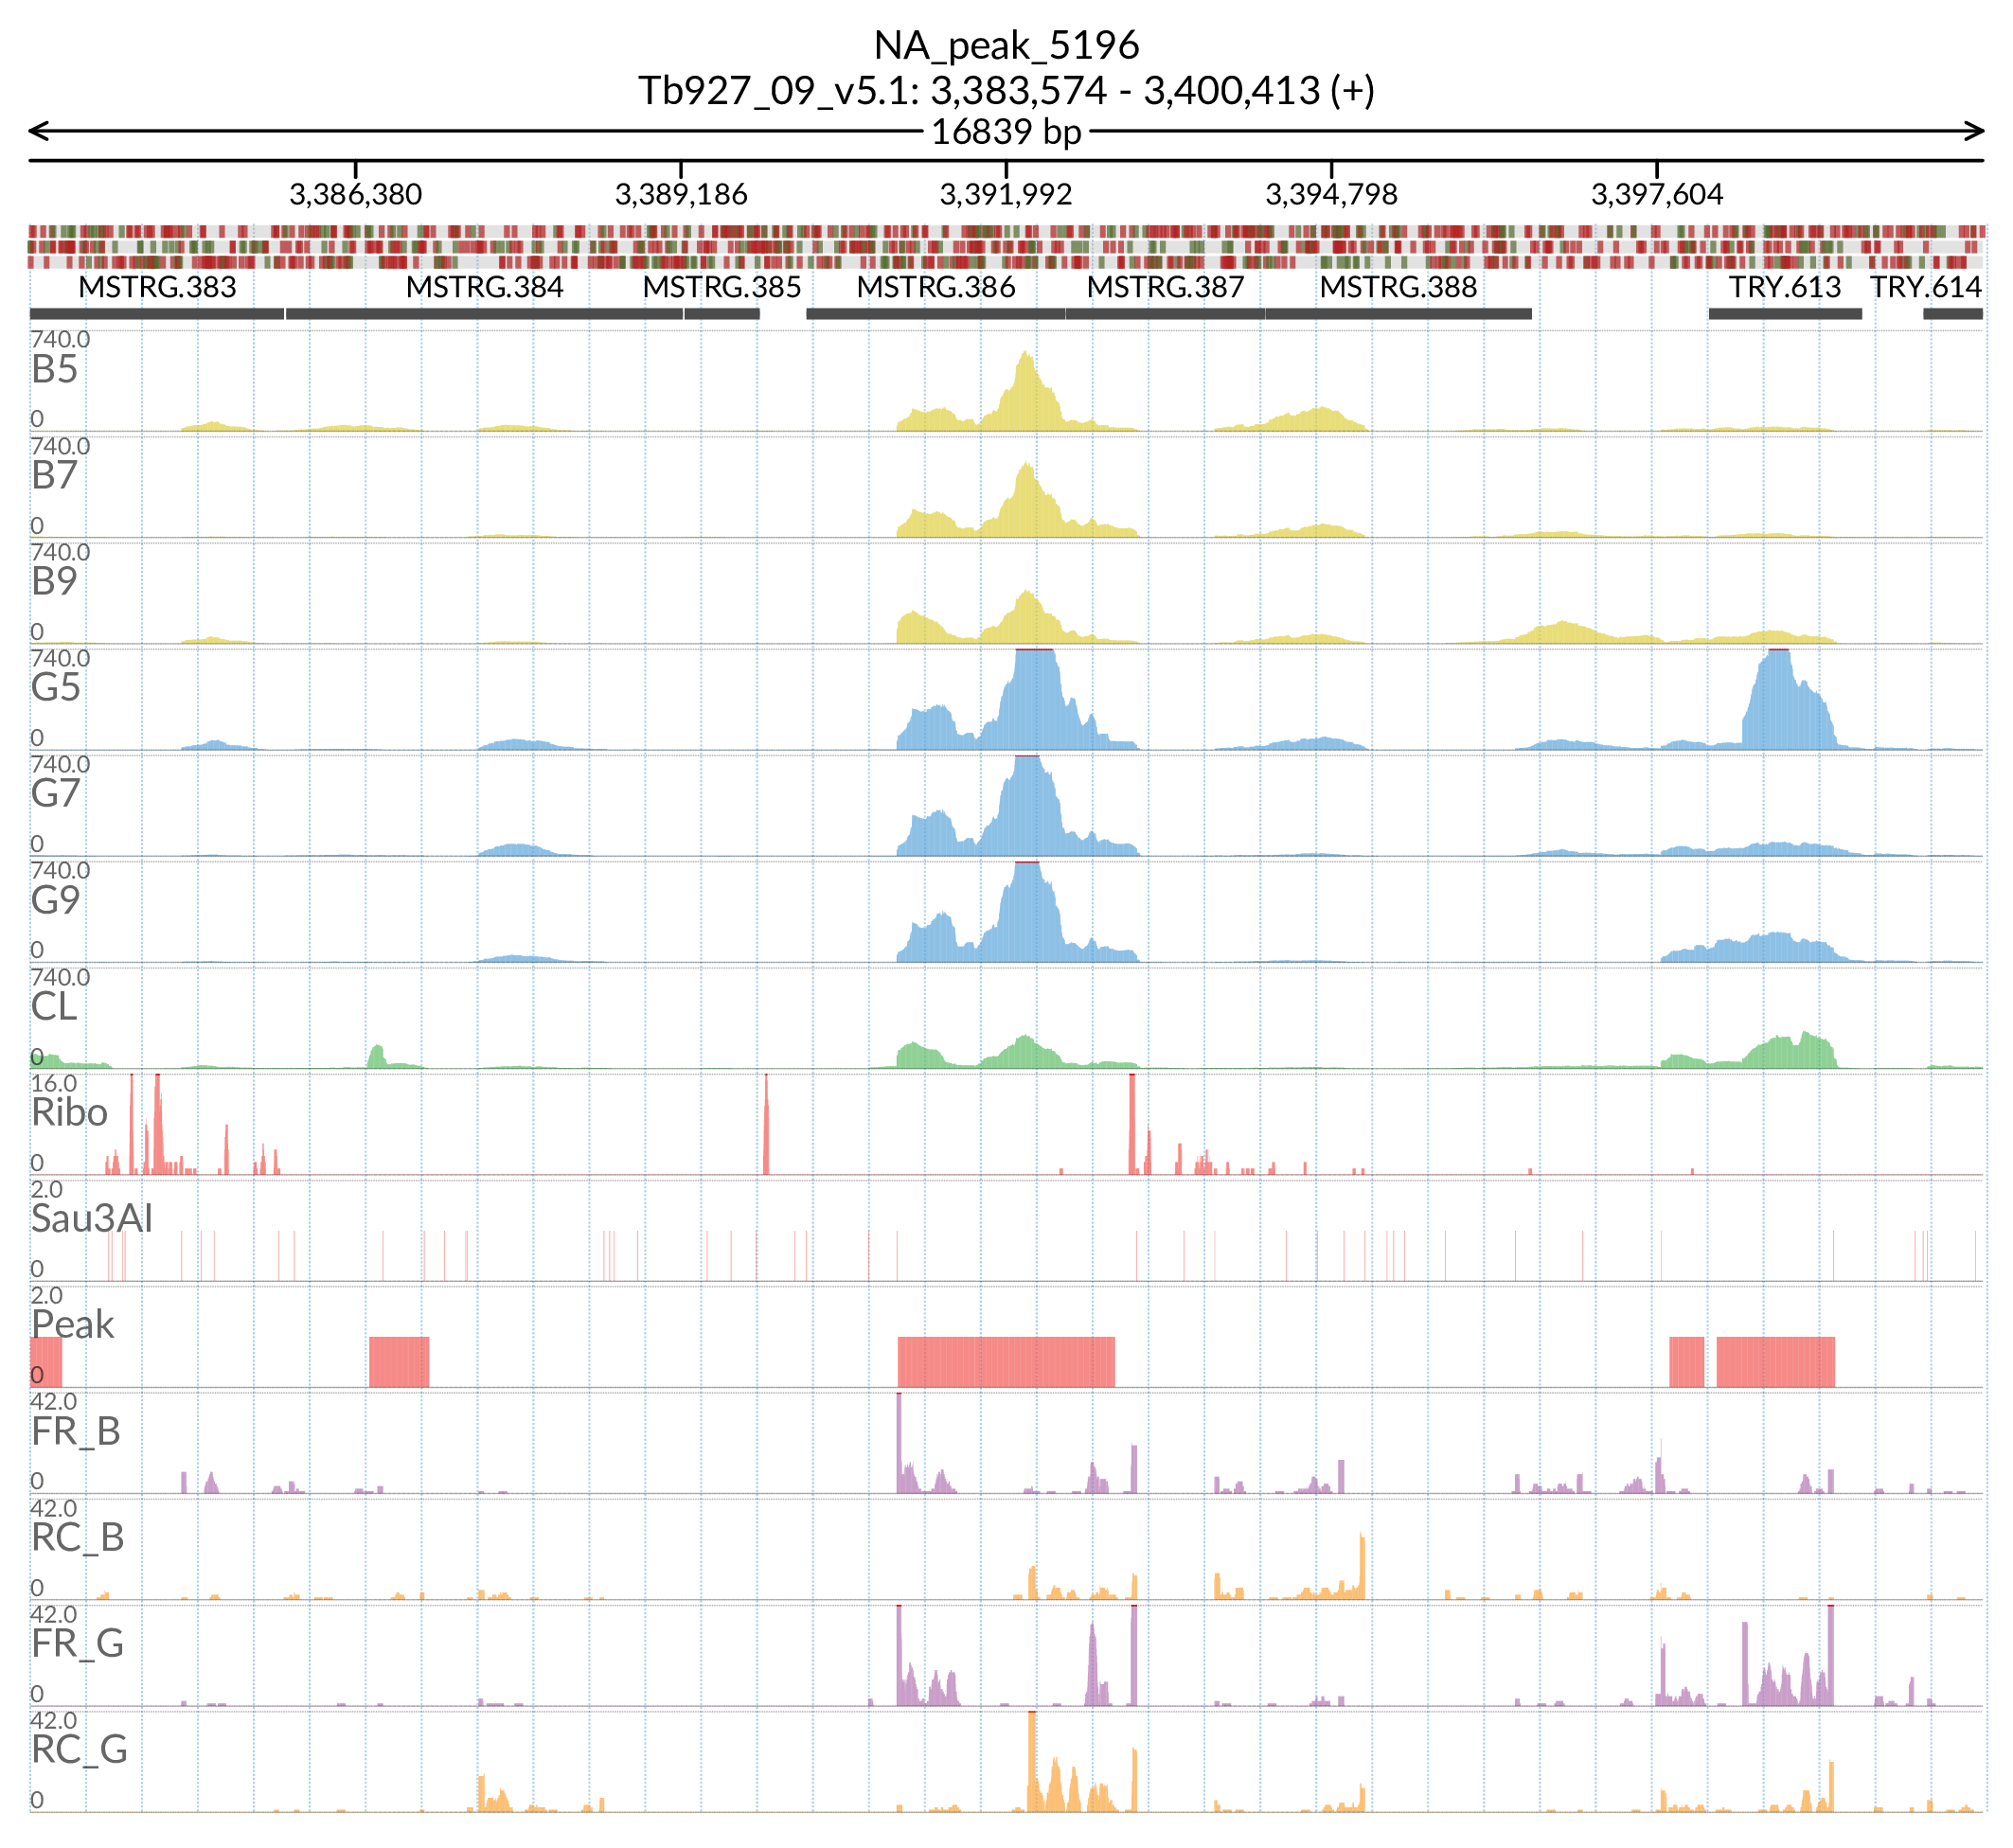 NA_peak_5196
Tb927_09_v5.1: 3,383,574 - 3,400,413 (+)
16839 bp
3,386,380 3,389,186 3,391,992 3,394,798 3,397,604
MSTRG.383 MSTRG.384 MSTRG.385 MSTRG.386 MSTRG.387 MSTRG.388 TRY.613 TRY.614
740.0
B5
0
740.0
B7
0
740.0
B9
0
740.0
G5
0
740.0
G7
0
740.0
G9
0
740.0
CL
0
16.0
Ribo
0
2.0
Sau3AI
0
2.0
Peak
0
42.0
FR_B
0
42.0
RC_B
0
42.0
FR_G
0
42.0
RC_G
0